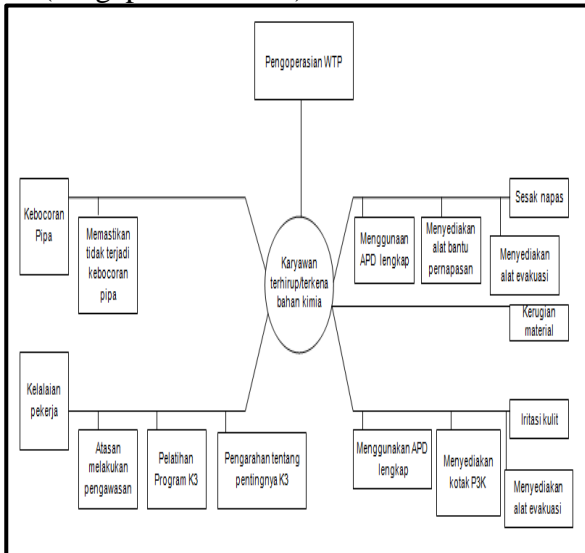 Pengoperasian WTP
Kebocoran
Pipa
Memastikan
tidak terjadi
kebocoran
pipa
Karyawan
terhirup/terkena
bahan kimia
Sesak napas
Menggunaan
APD lengkap
Menyediakan
alat bantu
pernapasan
Menyediakan
alat evakuasi
Kerugian
material
Kelalaian
pekerja
Atasan
melakukan
pengawasan
Pelatihan
Program K3
Pengarahan tentang
pentingnya K3
Iritasi kulit
Menggunakan APD
lengkap
Menyediakan
kotak P3K
Menyediakan
alat evakuasi